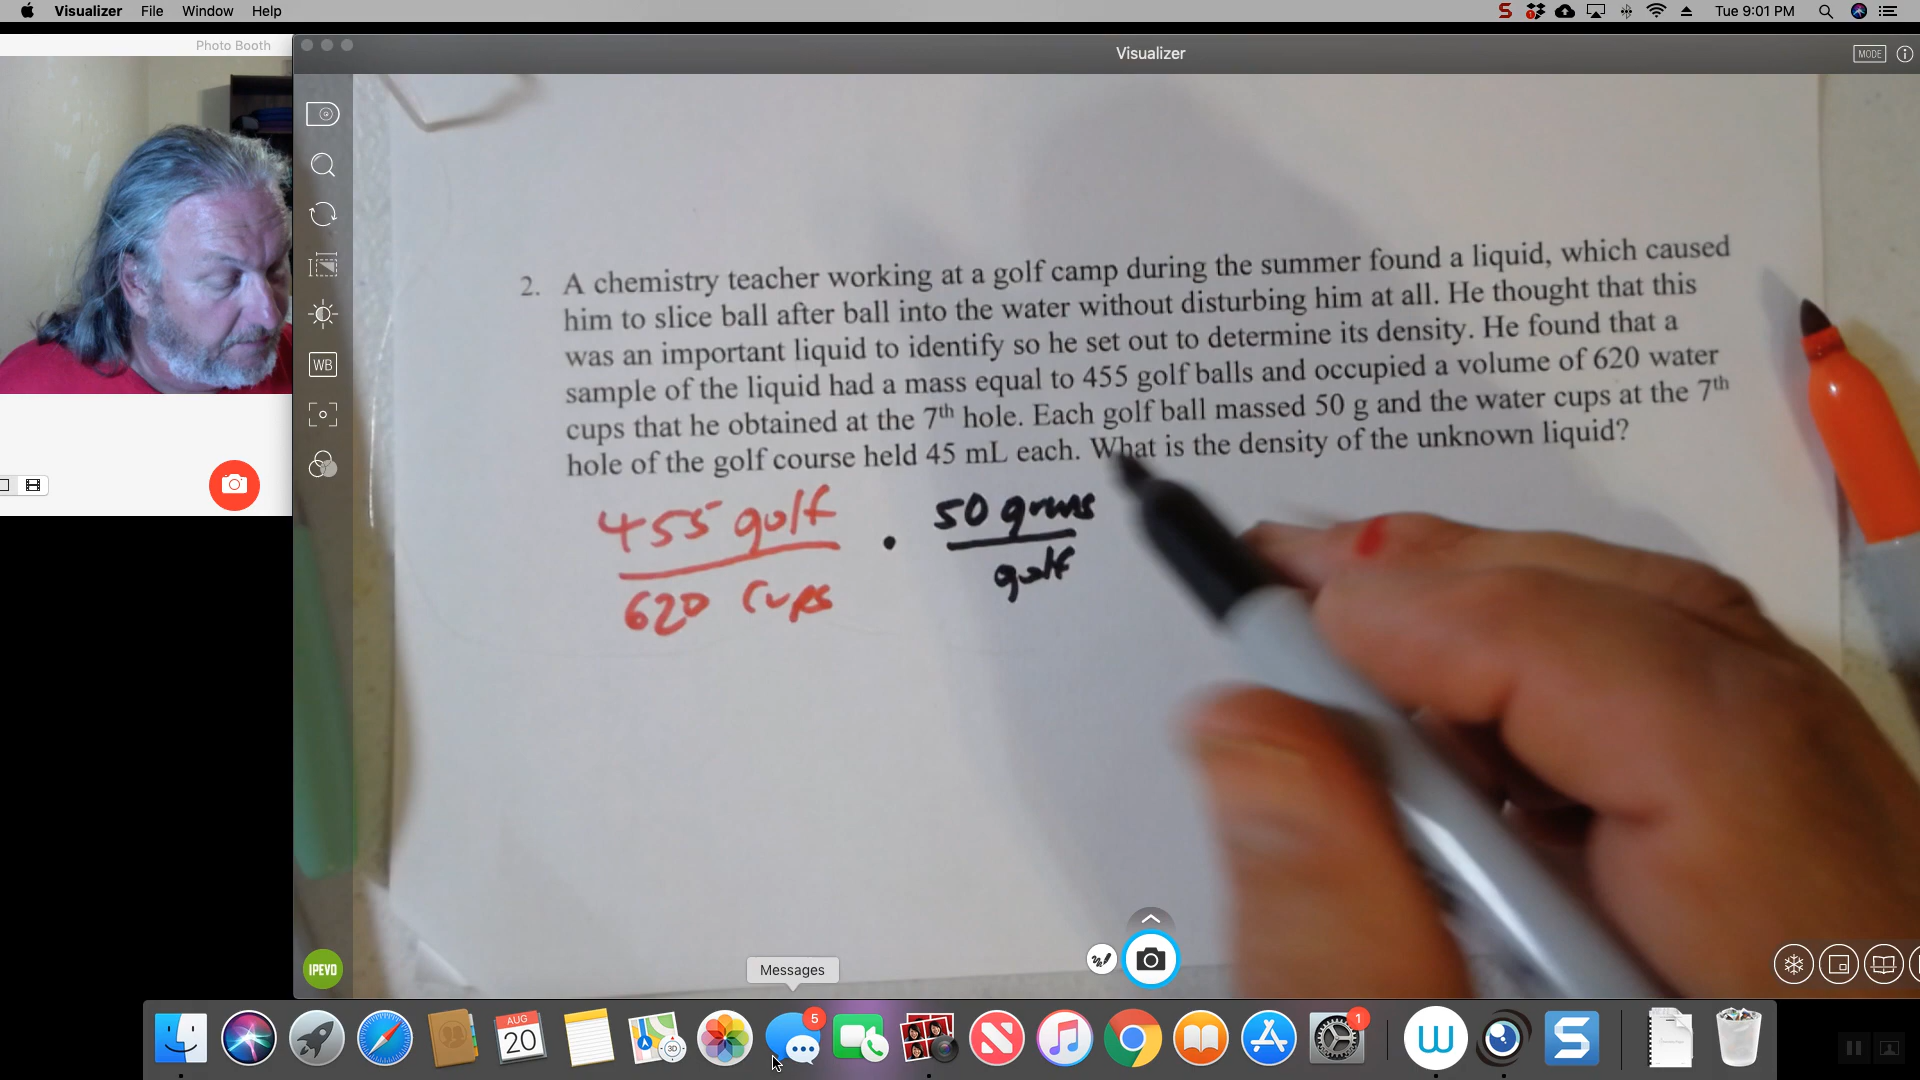 Visualizer File Window Help
Tue 9:01 PM
Photo Booth
Visualizer
MODE
WB
2. A chemistry teacher working at a golf camp during the summer found a liquid, which caused
him to slice ball after ball into the water without disturbing him at all. He thought that this
was an important liquid to identify so he set out to determine its density. He found that a
sample of the liquid had a mass equal to 455 golf balls and occupied a volume of 620 water
cups that he obtained at the 7th hole. Each golf ball massed 50 g and the water cups at the 7th
hole of the golf course held 45 mL each. What is the density of the unknown liquid?
455 golf
620 cups
50 grms
golf
IPEVO
Messages
AUG
20
3D
5
1